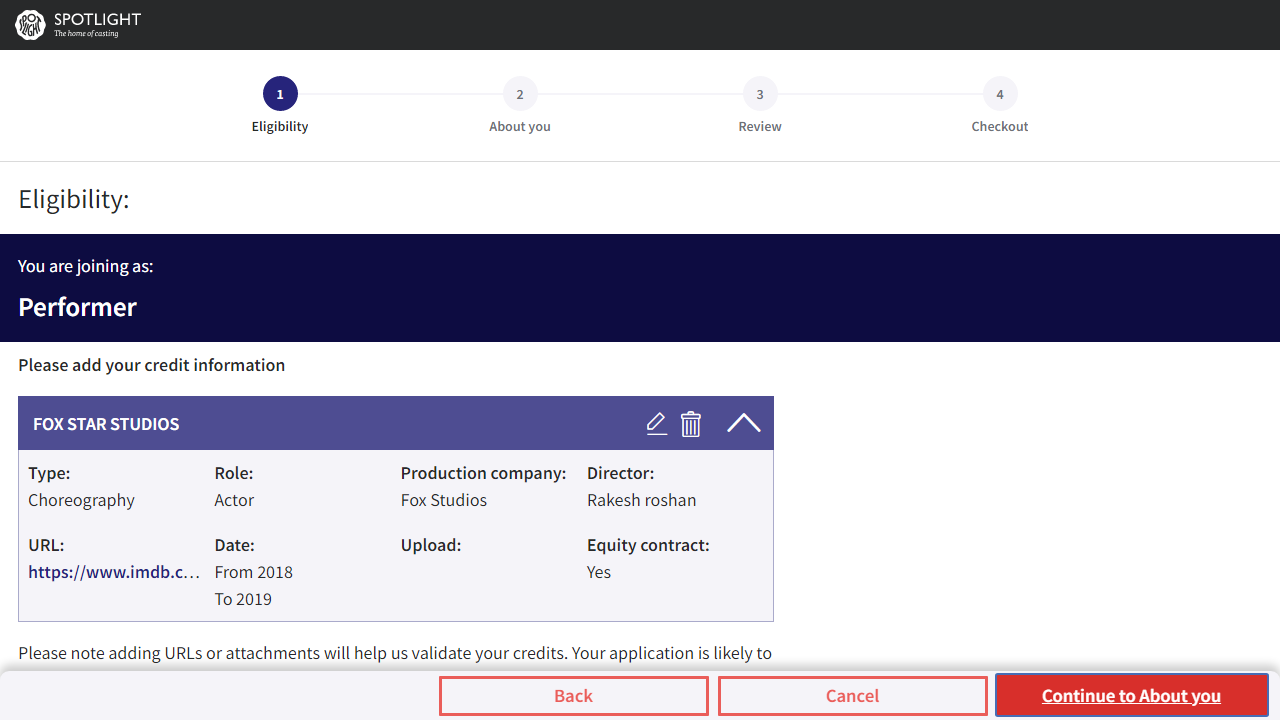 SPOTLIGHT
The home of casting
1
2
3
4
Eligibility
About you
Review
Checkout
Eligibility:
You are joining as:
Performer
Please add your credit information
FOX STAR STUDIOS
Type:
Role:
Production company:
Director:
Choreography
Actor
Fox Studios
Rakesh roshan
URL:
Date:
Upload:
Equity contract:
https://www.imdb.c...
From 2018
Yes
To 2019
Please note adding URLs or attachments will help us validate your credits. Your application is likely to
Back
Cancel
Continue to About you